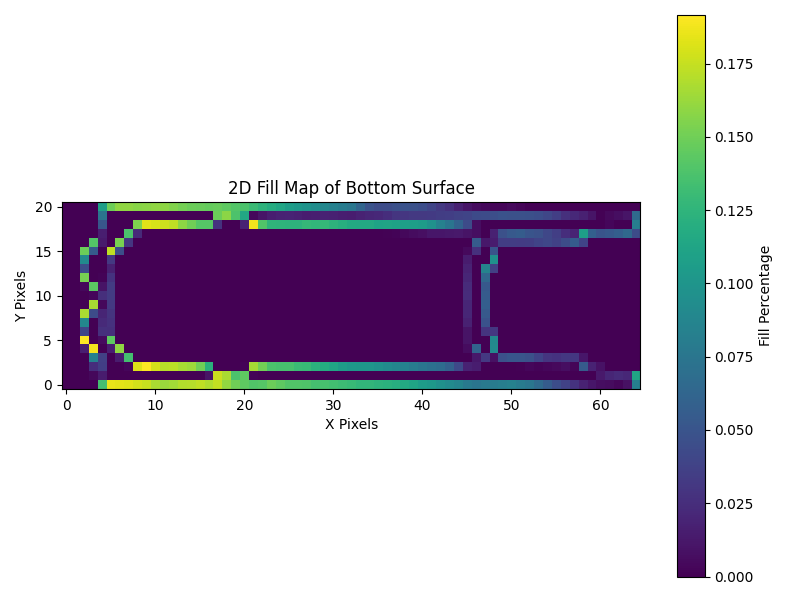 2D Fill Map of Bottom Surface
20
15
10
5
0
Y Pixels
0 10 20 30 40 50 60
X Pixels
0.175
0.150
0.125
0.100
0.075
0.050
0.025
0.000
Fill Percentage